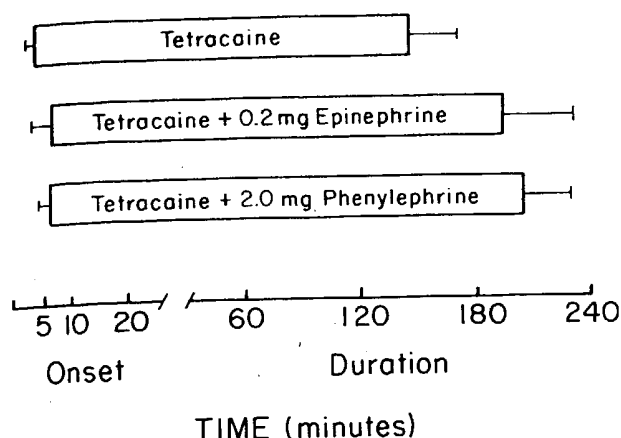 Tetracaine
Tetracaine + 0.2 mg Epinephrine
Tetracaine + 2.0 mg Phenylephrine
5 10 20 60 120 180 240
Onset Duration
TIME (minutes)